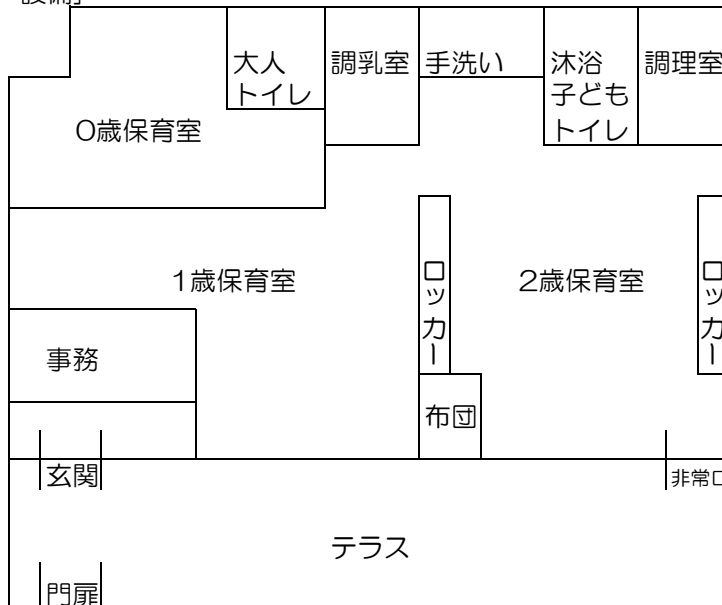 設備」
大人
トイレ
調乳室
手洗い
沐浴
子ども
トイレ
調理室
0歳保育室
1歳保育室
ロッカー
2歳保育室
ロッカー
事務
布団
玄関
非常口
テラス
門扉